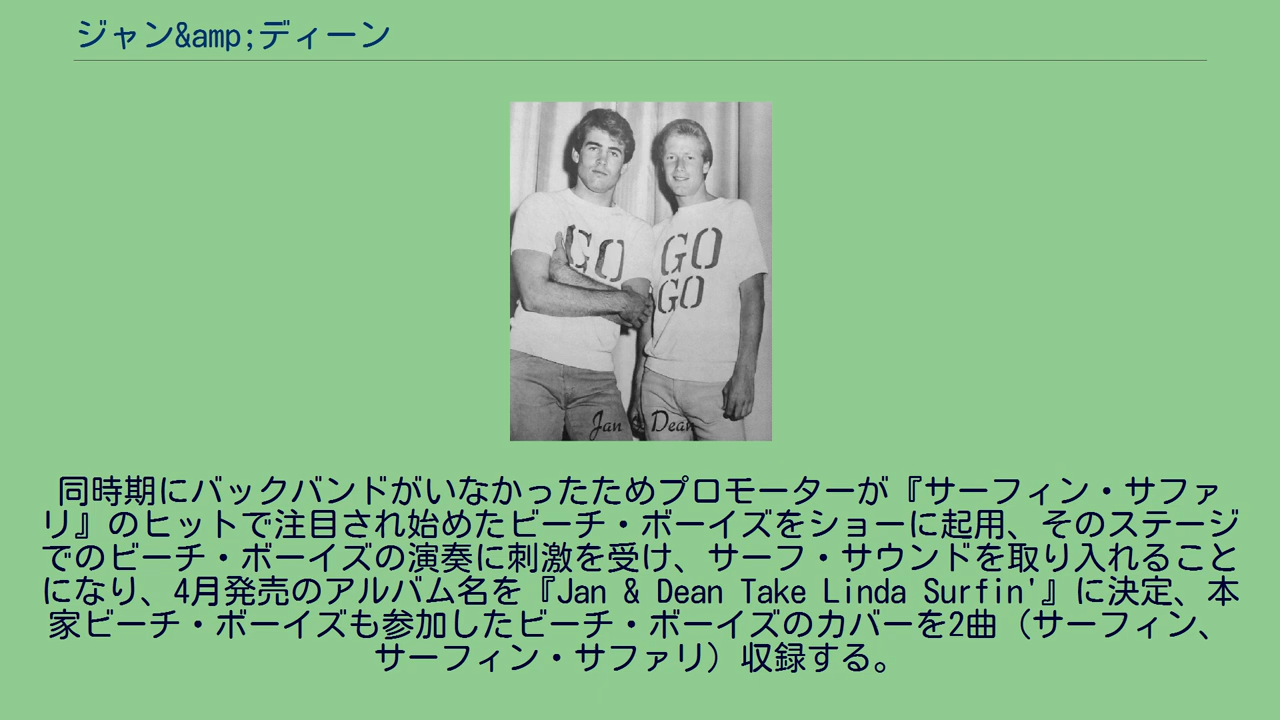 ジャン&amp;ディーン
GO
GO
GO
Jan & Dean
同時期にバックバンドがいなかったためプロモーターが『サーフィン・サファ
リ』のヒットで注目され始めたビーチ・ボーイズをショーに起用、そのステージ
でのビーチ・ボーイズの演奏に刺激を受け、サーフ・サウンドを取り入れること
になり、4月発売のアルバム名を『Jan & Dean Take Linda Surfin'』に決定、本
家ビーチ・ボーイズも参加したビーチ・ボーイズのカバーを2曲（サーフィン、
サーフィン・サファリ）収録する。